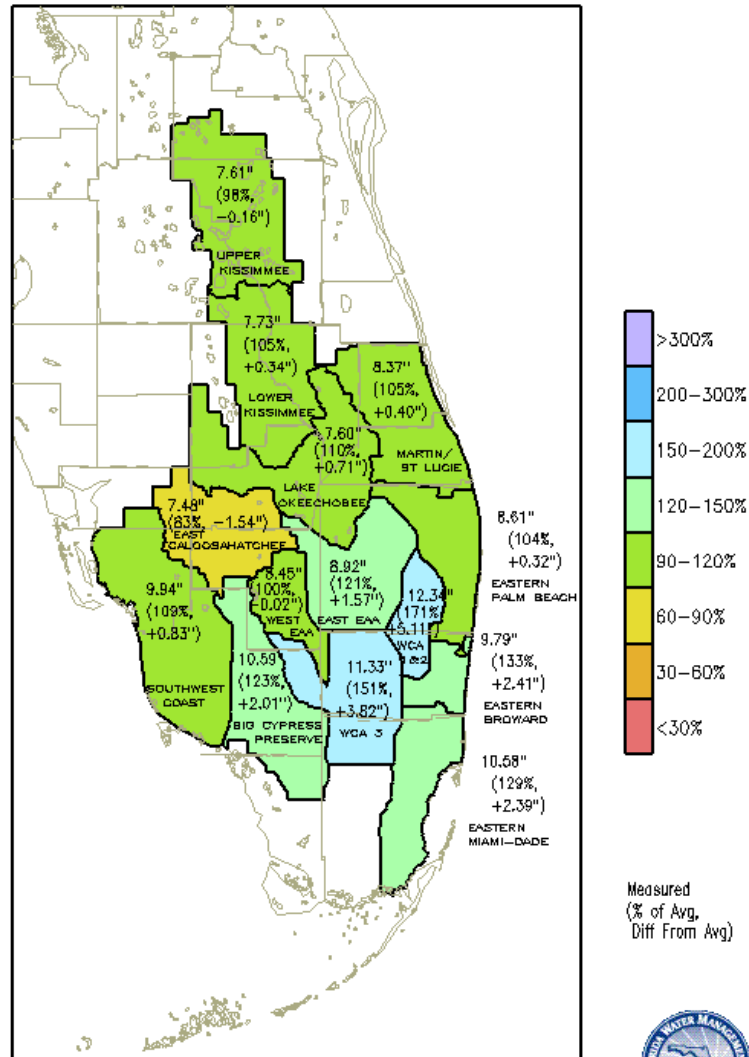 7.61"
(98%,
-0.16")
UPPER
KISSIMMEE
7.73"
(105%,
+0.34")
LOWER
KISSIMMEE
8.37"
(105%,
+0.40")
MARTIN/
ST LUCIE
7.60"
(110%,
+0.71")
LAKE
OKEECHOBEE
7.48"
(83%, -1.54")
EAST
CALOOSAHATCHEE
8.61"
(104%,
+0.32")
EASTERN
PALM BEACH
9.94"
(109%,
+0.83")
SOUTHWEST
COAST
8.45"
(100%,
-0.02")
WEST
EAA
8.92"
(121%,
+1.57")
EAST EAA
12.34"
(171%
+5.11")
WCA
1&2
9.79"
(133%,
+2.41")
EASTERN
BROWARD
10.59"
(123%,
+2.01")
BIG CYPRESS
PRESERVE
11.33"
(151%,
+3.82")
WCA 3
10.58"
(129%,
+2.39")
EASTERN
MIAMI-DADE
>300%
200-300%
150-200%
120-150%
90-120%
60-90%
30-60%
<30%
Measured
(% of Avg,
Diff From Avg)
WATER